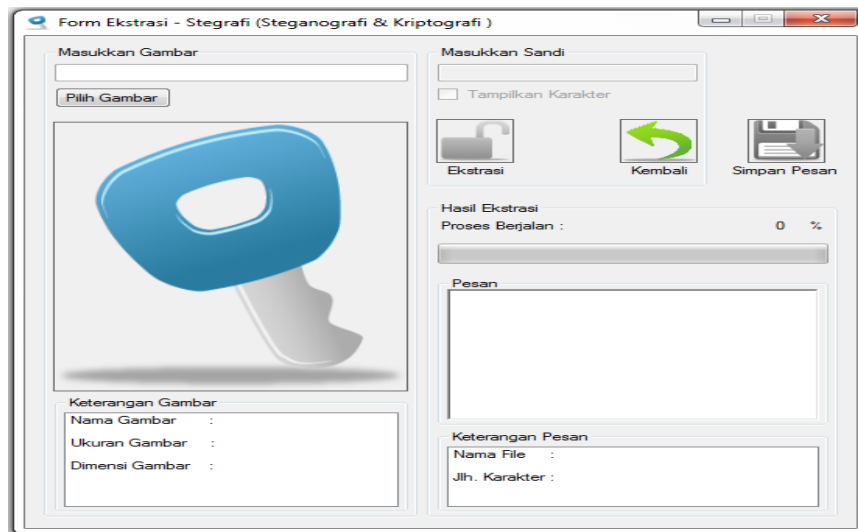 Form Ekstrasi - Stegrafi (Steganografi & Kriptografi )
Masukkan Gambar
Pilih Gambar
Keterangan Gambar
Nama Gambar :
Ukuran Gambar :
Dimensi Gambar :
Masukkan Sandi
Tampilkan Karakter
Ekstrasi Kembali Simpan Pesan
Hasil Ekstrasi
Proses Berjalan : 0 %
Pesan
Keterangan Pesan
Nama File :
Jlh. Karakter :